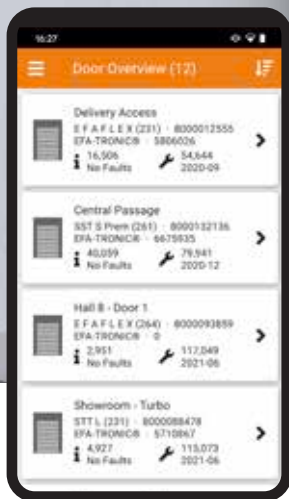 16:27
Door Overview (12)
Delivery Access
E F A F L E X (231) · 8000012555
EFA-TRONIC® · 5806026
16,506 54,644
No Faults 2020-09
Central Passage
SST S Prem (261) · 8000132136
EFA-TRONIC® · 6675935
40,059 79,941
No Faults 2020-12
Hall 8 - Door 1
E F A F L E X (264) · 8000093859
EFA-TRONIC® · 0
2,951 117,049
No Faults 2021-06
Showroom - Turbo
STT L (231) · 8000088478
EFA-TRONIC® · 5710867
4,927 115,073
No Faults 2021-06